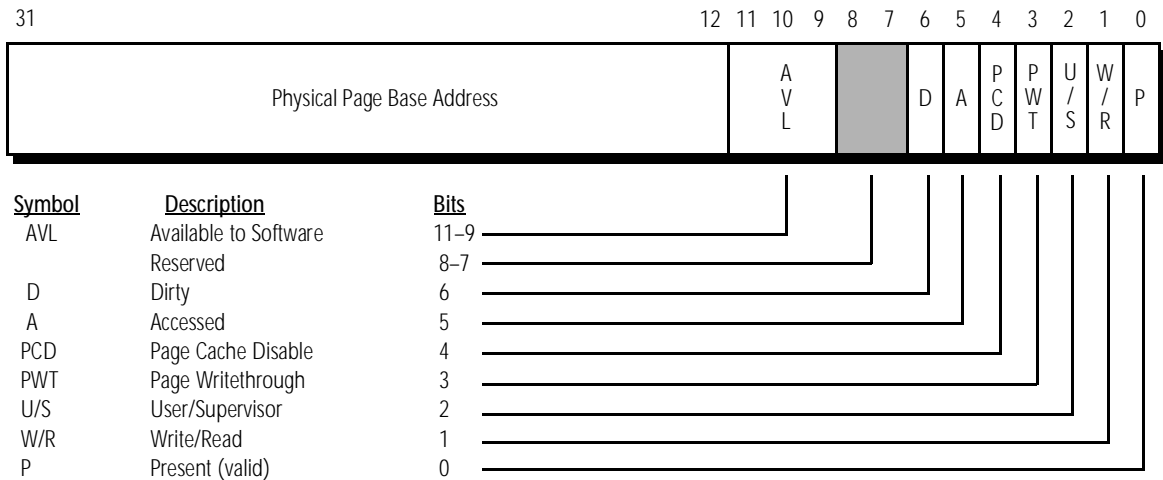 31 12 11 10 9 8 7 6 5 4 3 2 1 0
Physical Page Base Address
A
V
L
D
A
P
C
D
P
W
T
U
/
S
W
/
R
P
Symbol Description Bits
AVL Available to Software 11–9
Reserved 8–7
D Dirty 6
A Accessed 5
PCD Page Cache Disable 4
PWT Page Writethrough 3
U/S User/Supervisor 2
W/R Write/Read 1
P Present (valid) 0